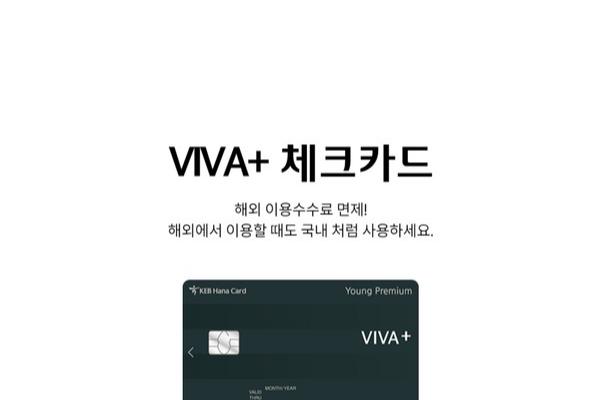 VIVA+ 체크카드
해외 이용수수료 면제!
해외에서 이용할 때도 국내 처럼 사용하세요.
KEB Hana Card Young Premium
VIVA+
MONTH/YEAR
VALID
THRU